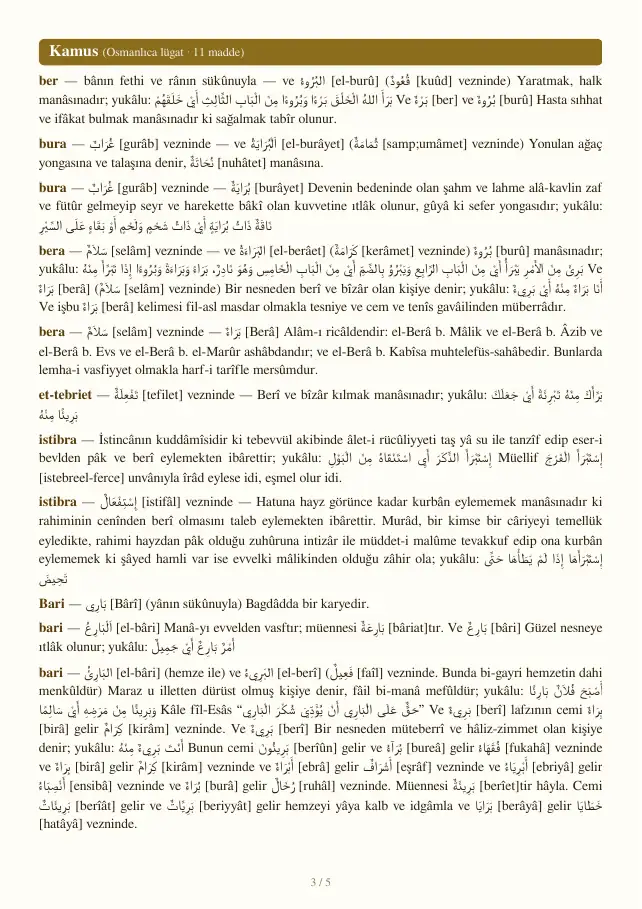 Kamus (Osmanlıca lügat · 11 madde)
ber — bânın fethi ve rânın sükûnuyla — ve البُرُوءُ [el-burû] (قُعُودٌ [kuûd] vezninde) Yaratmak, halk
manâsınadır; yukâlu: بَرَأَ اللهُ الْخَلْقَ بَرْءًا وَبُرُوءًا مِنَ الْبَابِ الثَّالِثِ أَيْ خَلَقَهُمْ Ve بَرْءٌ [ber] ve بُرُوءٌ [burû] Hasta sıhhat
ve ifâkat bulmak manâsınadır ki sağalmak tabîr olunur.
bura — غُرَابٌ [gurâb] vezninde — ve اَلْبُرَايَةُ [el-burâyet] (ثُمَامَةٌ [samp;umâmet] vezninde) Yonulan ağaç
yongasına ve talaşına denir, نُحَاتَةٌ [nuhâtet] manâsına.
bura — غُرَابٌ [gurâb] vezninde — بُرَايَةٌ [burâyet] Devenin bedeninde olan şahm ve lahme alâ-kavlin zaf
ve fütûr gelmeyip seyr ve harekette bâkî olan kuvvetine ıtlâk olunur, gûyâ ki sefer yongasıdır; yukâlu:
نَاقَةٌ ذَاتُ بُرَايَةٍ أَيْ ذَاتُ شَحْمٍ وَلَحْمٍ أَوْ بَقَاءٍ عَلَى السَّيْرِ
bera — سَلاَمٌ [selâm] vezninde — ve البَرَاءَةُ [el-berâet] (كَرَامَةٌ [kerâmet] vezninde) بُرُوءٌ [burû] manâsınadır;
yukâlu: بَرِئَ مِنَ الْأَمْرِ يَبْرَأُ أَيْ مِنَ الْبَابِ الرَّابِعِ وَيَبْرُؤُ بِالضَّمِّ أَيْ مِنَ الْبَابِ الْخَامِسِ وَهُوَ نَادِرٌ، بَرَاءً وَبَرَاءَةً وَبُرُوءًا إِذَا تَبَرَّأَ مِنْهُ Ve
بَرَاءٌ [berâ] (سَلاَمٌ [selâm] vezninde) Bir nesneden berî ve bîzâr olan kişiye denir; yukâlu: أَنَا بَرَاءٌ مِنْهُ أَيْ بَرِيءٌ
Ve işbu بَرَاءٌ [berâ] kelimesi fil-asl masdar olmakla tesniye ve cem ve tenîs gavâilinden müberrâdır.
bera — سَلاَمٌ [selâm] vezninde — بَرَاءٌ [Berâ] Alâm-ı ricâldendir: el-Berâ b. Mâlik ve el-Berâ b. Âzib ve
el-Berâ b. Evs ve el-Berâ b. el-Marûr ashâbdandır; ve el-Berâ b. Kabîsa muhtelefüs-sahâbedir. Bunlarda
lemha-i vasfiyyet olmakla harf-i tarîfle mersûmdur.
et-tebriet — تَفْعِلَةٌ [tefilet] vezninde — Berî ve bîzâr kılmak manâsınadır; yukâlu: بَرَّأَكَ مِنْهُ تَبْرِئَةً أَيْ جَعَلَكَ
بَرِيئًا مِنْهُ
istibra — İstincânın kuddâmîsidir ki tebevvül akibinde âlet-i rücûliyyeti taş yâ su ile tanzîf edip eser-i
bevlden pâk ve berî eylemekten ibârettir; yukâlu: إِسْتَبْرَأَ الذَّكَرَ أَيِ اسْتَنْقَاهُ مِنَ الْبَوْلِ Müellif إِسْتَبْرَأَ الْفَرْجَ
[istebreel-ferce] unvânıyla îrâd eylese idi, eşmel olur idi.
istibra — إِسْتِفْعَالٌ [istifâl] vezninde — Hatuna hayz görünce kadar kurbân eylememek manâsınadır ki
rahiminin cenînden berî olmasını taleb eylemekten ibârettir. Murâd, bir kimse bir câriyeyi temellük
eyledikte, rahimi hayzdan pâk olduğu zuhûruna intizâr ile müddet-i malûme tevakkuf edip ona kurbân
eylememek ki şâyed hamli var ise evvelki mâlikinden olduğu zâhir ola; yukâlu: إِسْتَبْرَأَهَا إِذَا لَمْ يَطَأْهَا حَتَّى
تَحِيضَ
Bari — بَارِي [Bârî] (yânın sükûnuyla) Bagdâdda bir karyedir.
bari — اَلْبَارِعُ [el-bâri] Manâ-yı evvelden vasftır; müennesi بَارِعَةٌ [bâriat]tır. Ve بَارِعٌ [bâri] Güzel nesneye
ıtlâk olunur; yukâlu: أَمْرٌ بَارِعٌ أَيْ جَمِيلٌ
bari — البَارِئُ [el-bâri] (hemze ile) ve البَرِيءُ [el-berî] (فَعِيلٌ [faîl] vezninde. Bunda bi-gayri hemzetin dahi
menkûldür) Maraz u illetten dürüst olmuş kişiye denir, fâil bi-manâ mefûldür; yukâlu: أَصْبَحَ فُلاَنٌ بَارِئًا
وَبَرِيئًا مِنْ مَرَضِهِ أَيْ سَالِمًا Kâle fîl-Esâs “حَقٌّ عَلَى الْبَارِي أَنْ يُؤَدِّيَ شُكْرَ الْبَارِي” Ve بَرِيءٌ [berî] lafzının cemi بِرَاءٌ
[birâ] gelir كِرَامٌ [kirâm] vezninde. Ve بَرِيءٌ [berî] Bir nesneden müteberrî ve hâliz-zimmet olan kişiye
denir; yukâlu: أَنْتَ بَرِيءٌ مِنْهُ Bunun cemi بَرِيئُونَ [berîûn] gelir ve بُرَآءُ [bureâ] gelir فُقَهَاءُ [fukahâ] vezninde
ve بِرَاءٌ [birâ] gelir كِرَامٌ [kirâm] vezninde ve أَبْرَاءٌ [ebrâ] gelir أَشْرَافٌ [eşrâf] vezninde ve أَبْرِيَاءُ [ebriyâ] gelir
أَنْصِبَاءُ [ensibâ] vezninde ve بُرَاءٌ [burâ] gelir رُحَالٌ [ruhâl] vezninde. Müennesi بَرِيئَةٌ [berîet]tir hâyla. Cemi
بَرِيئَاتٌ [berîât] gelir ve بَرِيَّاتٌ [beriyyât] gelir hemzeyi yâya kalb ve idgâmla ve بَرَايَا [berâyâ] gelir خَطَايَا
[hatâyâ] vezninde.
3 / 5